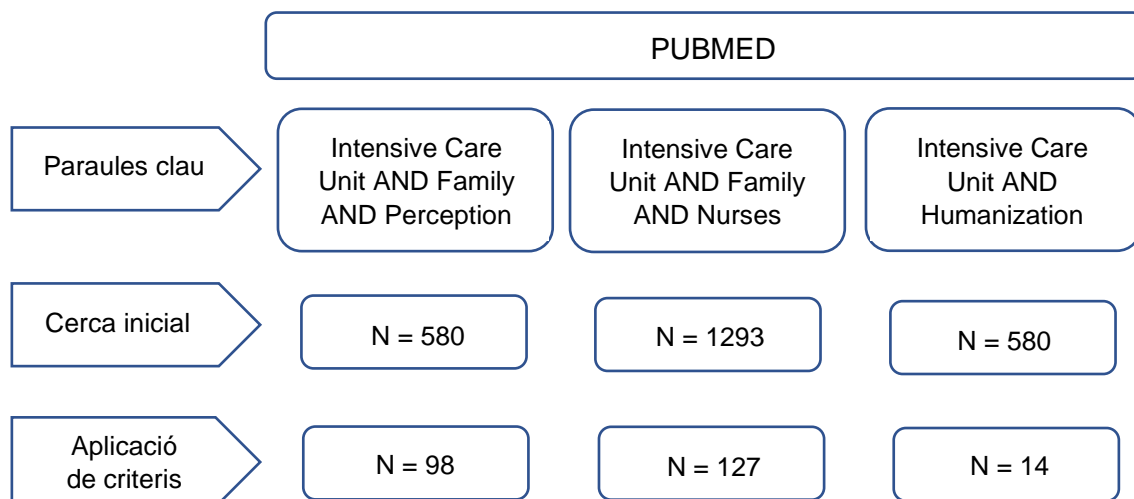 PUBMED
Paraules clau
Intensive Care
Unit AND Family
AND Perception
Intensive Care
Unit AND Family
AND Nurses
Intensive Care
Unit AND
Humanization
Cerca inicial
N = 580
N = 1293
N = 580
Aplicació
de criteris
N = 98
N = 127
N = 14